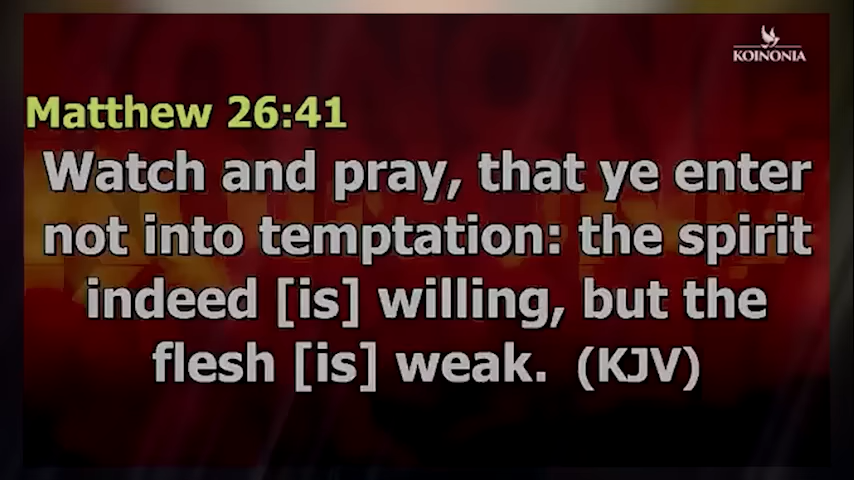 KOINONIA
Matthew 26:41
Watch and pray, that ye enter
not into temptation: the spirit
indeed [is] willing, but the
flesh [is] weak. (KJV)